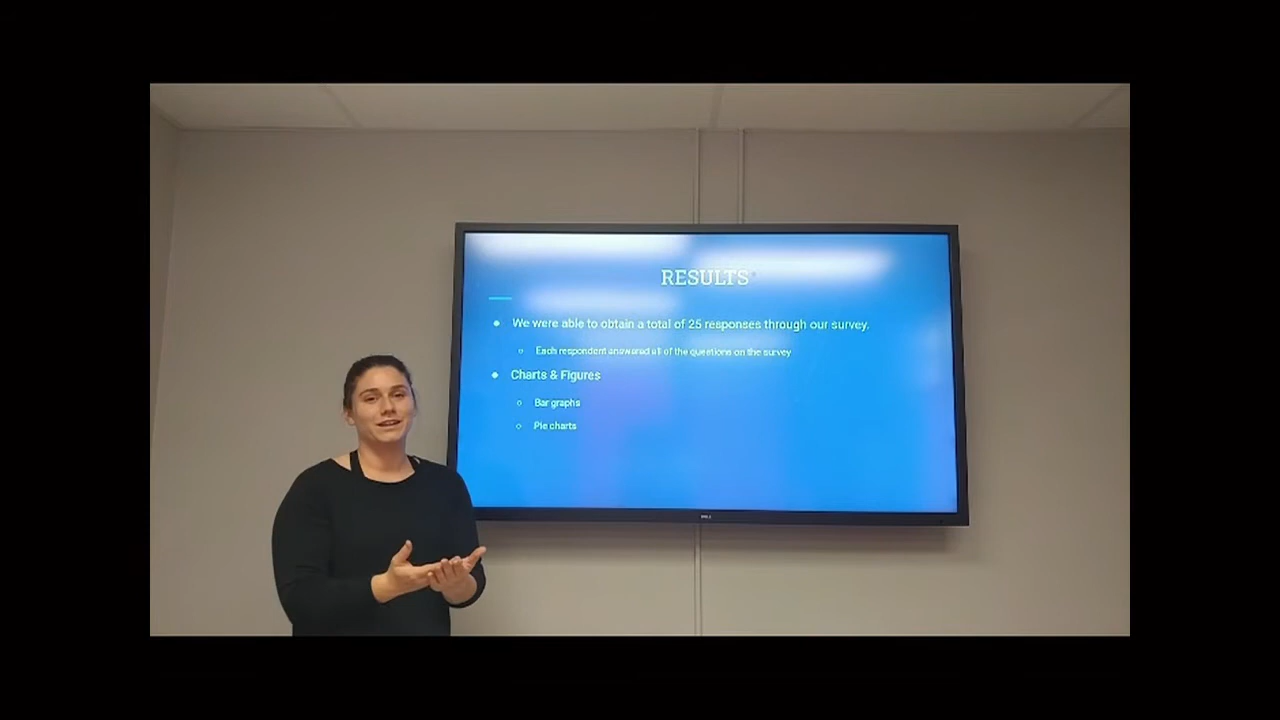 RESULTS
We were able to obtain a total of 25 responses through our survey.
Each respondent answered all of the questions on the survey
Charts & Figures
Bar graphs
Pie charts
DELL